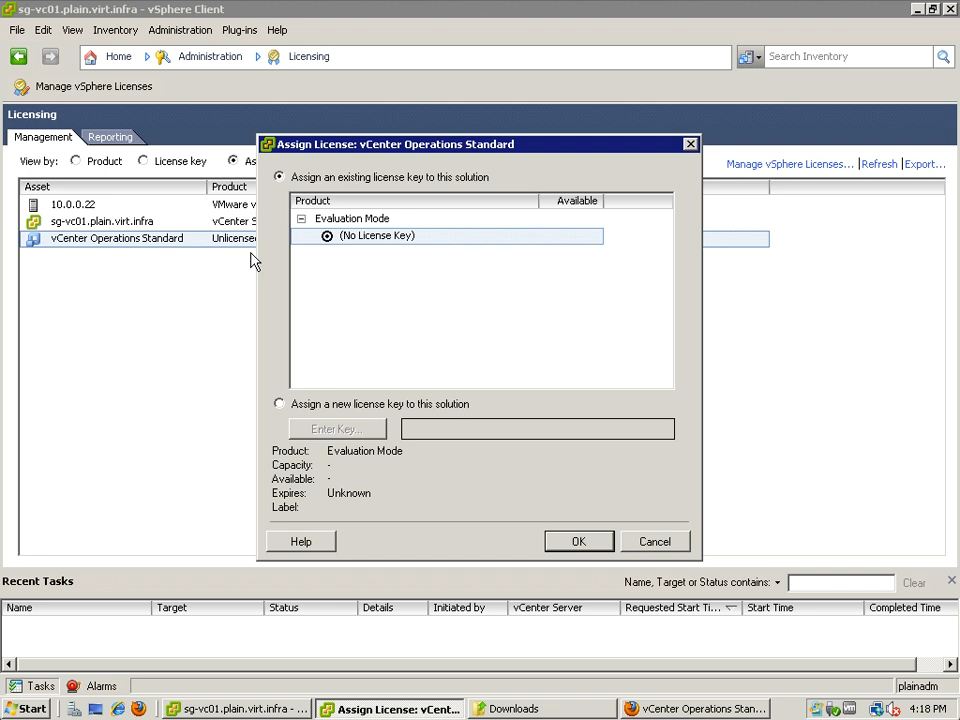 sg-vc01.plain.virt.infra - vSphere Client
File Edit View Inventory Administration Plug-ins Help
Home Administration Licensing Search Inventory
Manage vSphere Licenses
Licensing
Management Reporting
View by: Product License key As
Manage vSphere Licenses... Refresh Export...
Asset Product
10.0.0.22 VMware v
sg-vc01.plain.virt.infra vCenter S
vCenter Operations Standard Unlicense
Assign License: vCenter Operations Standard
Assign an existing license key to this solution
Product Available
Evaluation Mode
(No License Key)
Assign a new license key to this solution
Enter Key...
Product: Evaluation Mode
Capacity: -
Available: -
Expires: Unknown
Label:
Help OK Cancel
Recent Tasks Name, Target or Status contains: Clear
Name Target Status Details Initiated by vCenter Server Requested Start Ti... Start Time Completed Time
Tasks Alarms plainadm
Start sg-vc01.plain.virt.infra - ... Assign License: vCent... Downloads vCenter Operations Stan... 4:18 PM